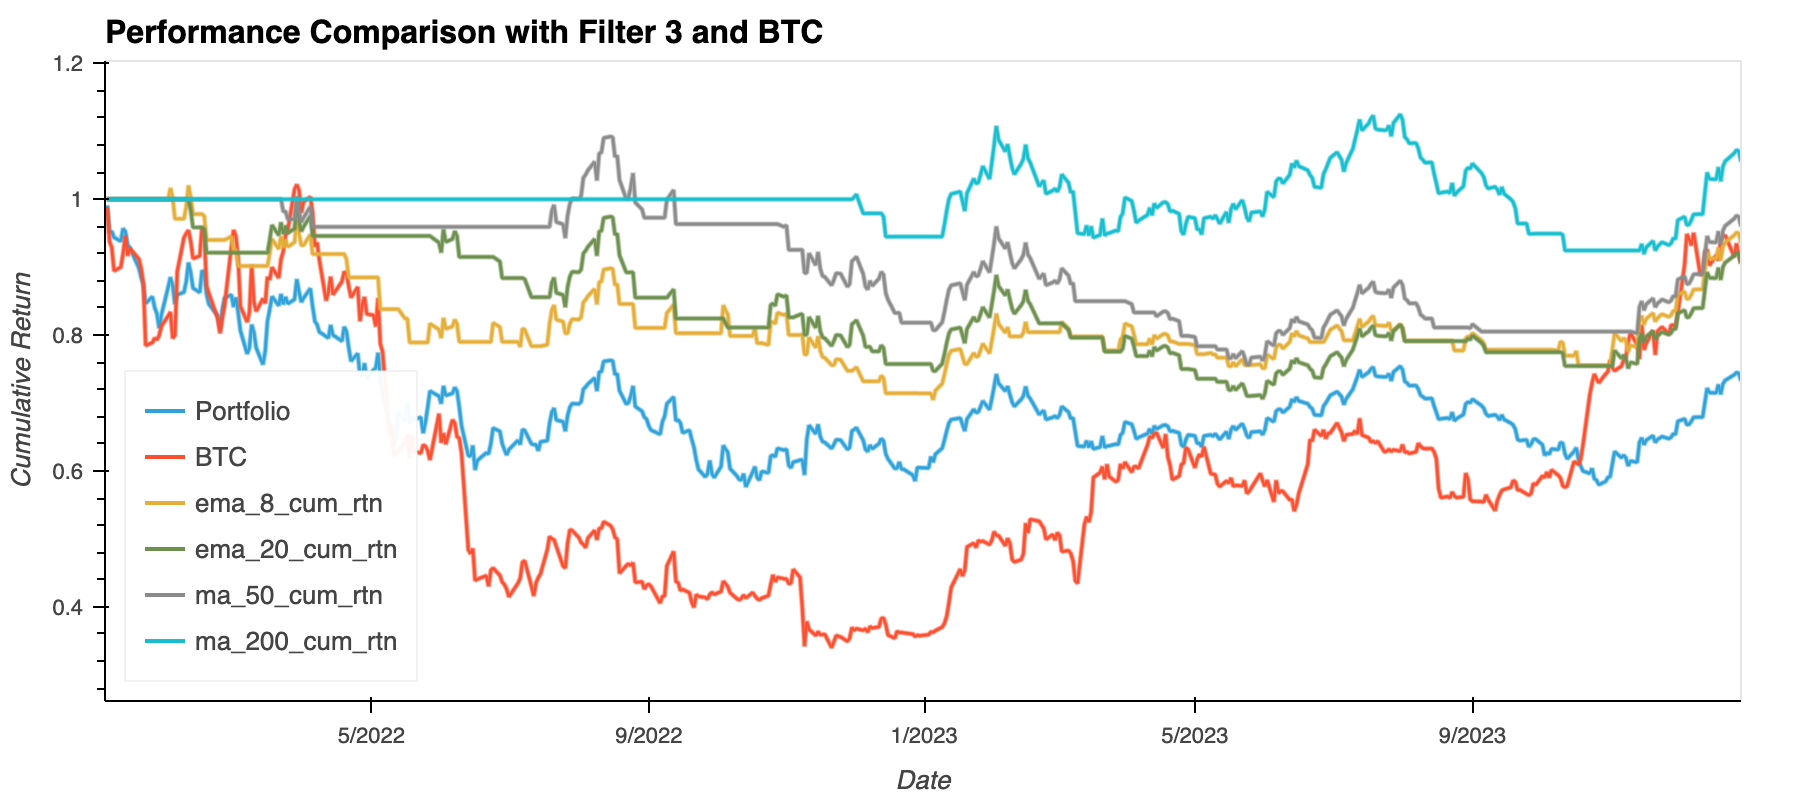 Performance Comparison with Filter 3 and BTC
1.2
1
0.8
0.6
0.4
Cumulative Return
Portfolio
BTC
ema_8_cum_rtn
ema_20_cum_rtn
ma_50_cum_rtn
ma_200_cum_rtn
5/2022 9/2022 1/2023 5/2023 9/2023
Date